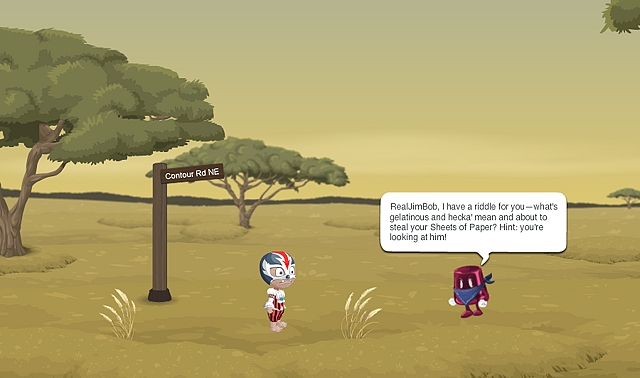 Contour Rd NE
RealJimBob, I have a riddle for you—what's
gelatinous and hecka' mean and about to
steal your Sheets of Paper? Hint: you're
looking at him!